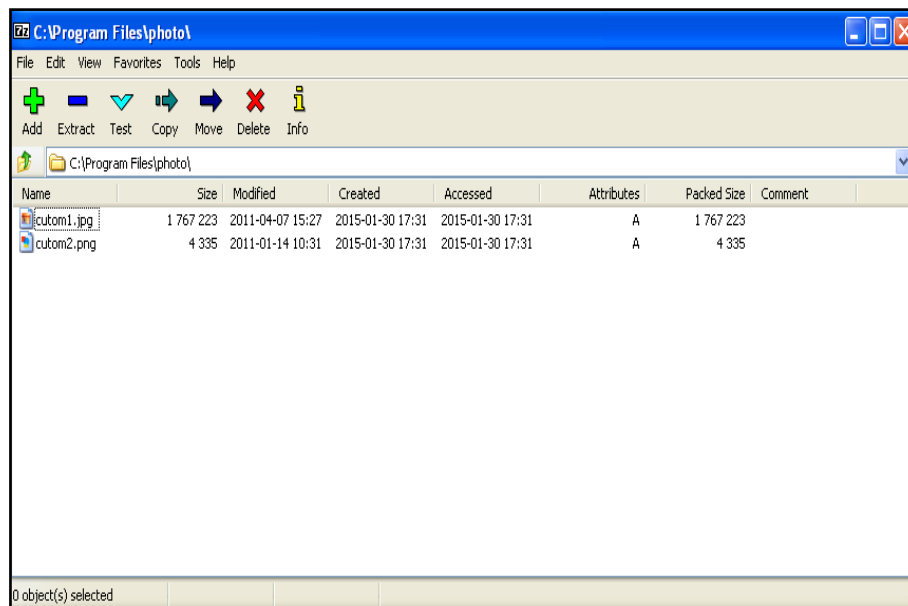 7z C:\Program Files\photo\
File Edit View Favorites Tools Help
Add Extract Test Copy Move Delete Info
C:\Program Files\photo\
Name Size Modified Created Accessed Attributes Packed Size Comment
cutom1.jpg 1 767 223 2011-04-07 15:27 2015-01-30 17:31 2015-01-30 17:31 A 1 767 223
cutom2.png 4 335 2011-01-14 10:31 2015-01-30 17:31 2015-01-30 17:31 A 4 335
0 object(s) selected